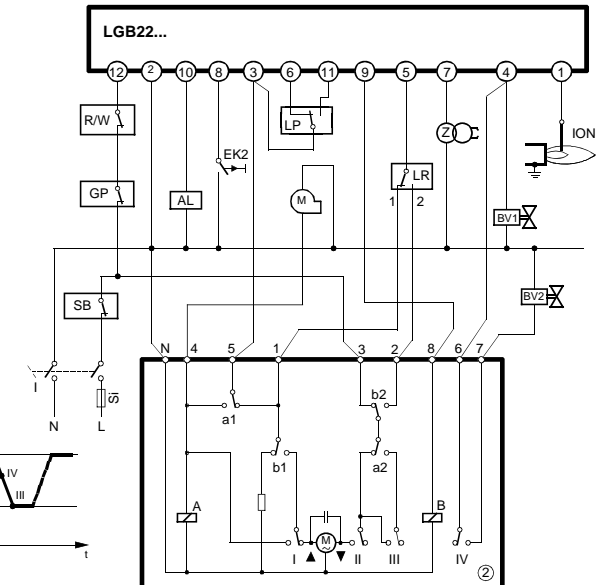 LGB22...
12 2 10 8 3 6 11 9 5 7 4 1
R/W
LP
Z
ION
EK2
GP
AL
M
LR
1 2
BV1
SB
BV2
I
Si
N L
N 4 5 1 3 2 8 6 7
a1
b2
b1
a2
A
B
I
M
~
II
III
IV
2
IV
III
t